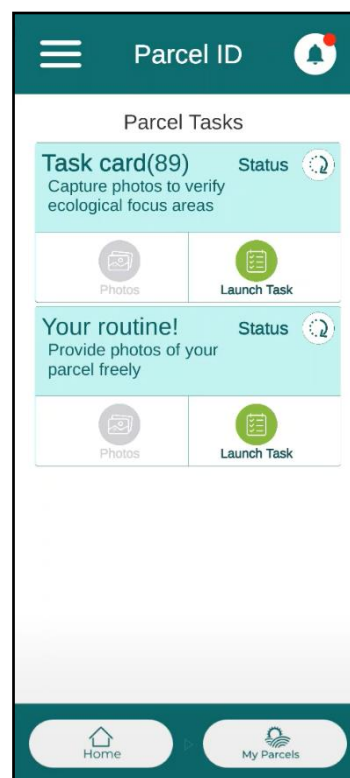 Parcel ID
Parcel Tasks
Task card(89) Status
Capture photos to verify
ecological focus areas
Photos Launch Task
Your routine! Status
Provide photos of your
parcel freely
Photos Launch Task
Home My Parcels